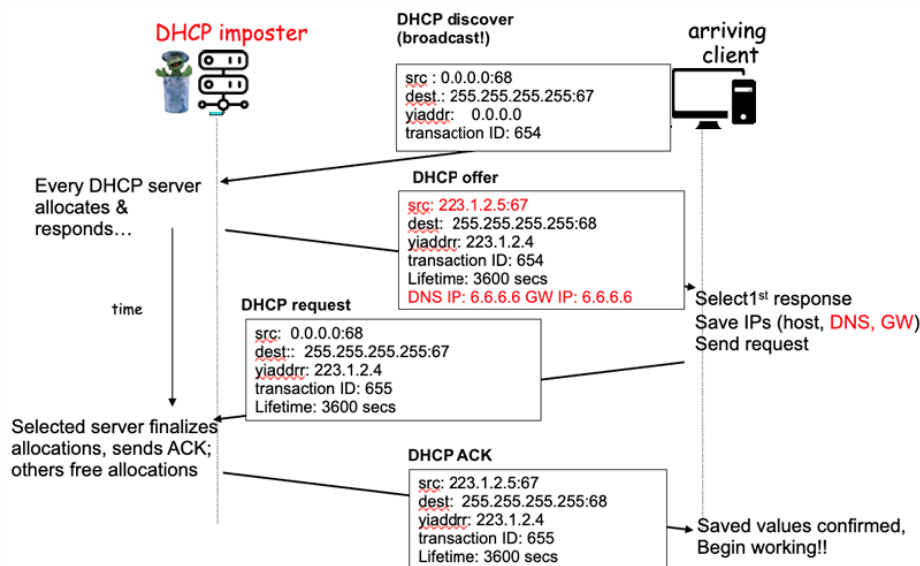 DHCP discover
(broadcast!)
DHCP imposter
arriving
client
src : 0.0.0.0:68
dest.: 255.255.255.255:67
yiaddr: 0.0.0.0
transaction ID: 654
Every DHCP server
allocates &
responds…
DHCP offer
src: 223.1.2.5:67
dest: 255.255.255.255:68
yiaddrr: 223.1.2.4
transaction ID: 654
Lifetime: 3600 secs
DNS IP: 6.6.6.6 GW IP: 6.6.6.6
Select1st response
Save IPs (host, DNS, GW)
Send request
time
DHCP request
src: 0.0.0.0:68
dest:: 255.255.255.255:67
yiaddrr: 223.1.2.4
transaction ID: 655
Lifetime: 3600 secs
Selected server finalizes
allocations, sends ACK;
others free allocations
DHCP ACK
src: 223.1.2.5:67
dest: 255.255.255.255:68
yiaddrr: 223.1.2.4
transaction ID: 655
Lifetime: 3600 secs
Saved values confirmed,
Begin working!!